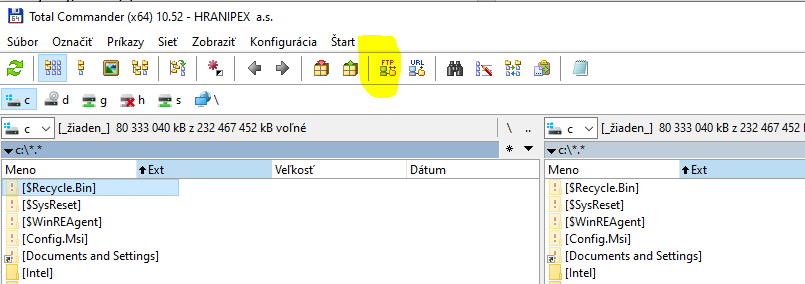 Total Commander (x64) 10.52 - HRANIPEX a.s.
Súbor Označiť Príkazy Sieť Zobraziť Konfigurácia Štart
FTP URL
c d g h s \
c [_žiaden_] 80 333 040 kB z 232 467 452 kB voľné \ .. c [_žiaden_] 80 333 040 kB z 232 467 452 kB voľné
c:\*.* * c:\*.*
Meno Ext Veľkosť Dátum Meno Ext
[$Recycle.Bin] [$Recycle.Bin]
[$SysReset] [$SysReset]
[$WinREAgent] [$WinREAgent]
[Config.Msi] [Config.Msi]
[Documents and Settings] [Documents and Settings]
[Intel] [Intel]